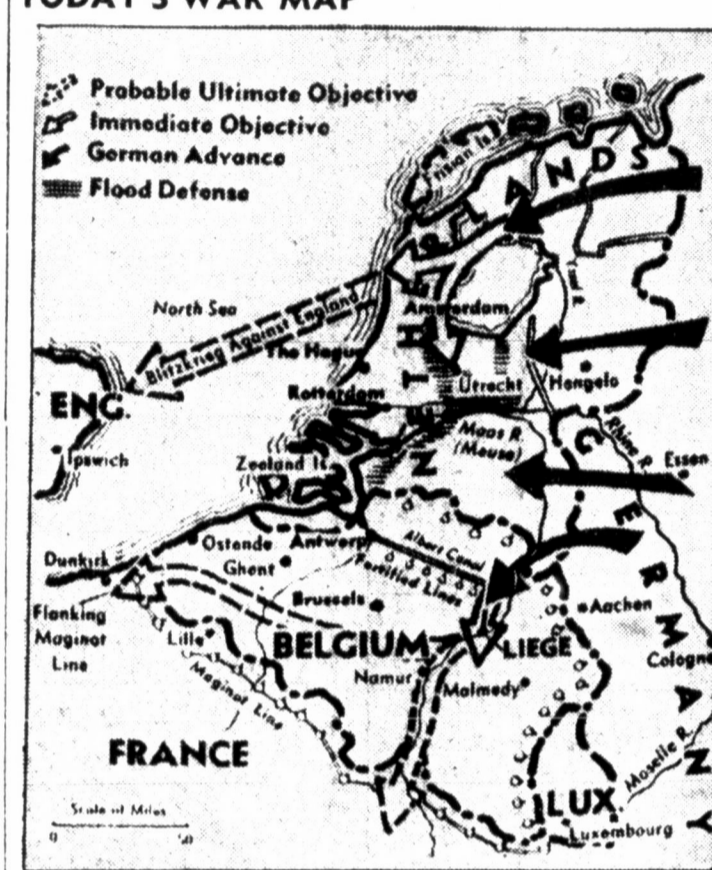 TODAY'S WAR MAP
Probable Ultimate Objective
Immediate Objective
German Advance
Flood Defense
Frisian Is.
NETHERLANDS
North Sea
Blitzkrieg Against England
Amsterdam
The Hague
ENG.
Rotterdam
Utrecht
Hengelo
Ipswich
Maas R.
(Meuse)
Rhine R.
Essen
Zeeland Is.
GERMANY
Dunkirk
Ostende
Antwerp
Albert Canal
Ghent
Fortified Lines
Flanking
Maginot
Line
Brussels
Aachen
Lille
BELGIUM
LIEGE
Cologne
Maginot Line
Namur
Malmedy
FRANCE
Moselle R.
LUX.
Scale of Miles
Luxembourg
0 50